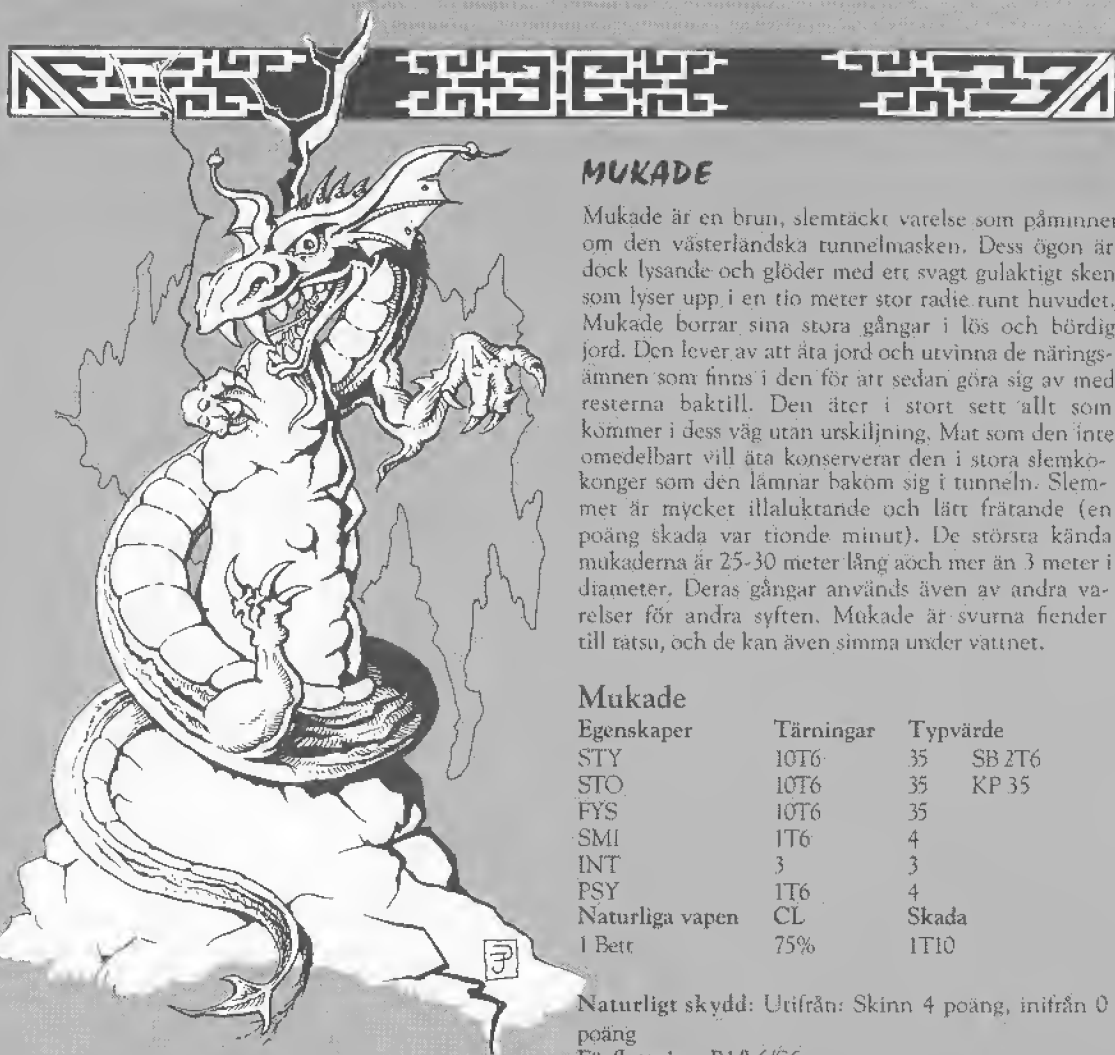 MUKADE
Mukade är en brun, slemtäckt varelse som påminner
om den västerländska tunnelmasken. Dess ögon är
dock lysande och glöder med ett svagt gulaktigt sken
som lyser upp i en tio meter stor radie runt huvudet.
Mukade borrar sina stora gångar i lös och bördig
jord. Den lever av att äta jord och utvinna de närings-
ämnen som finns i den för att sedan göra sig av med
resterna baktill. Den äter i stort sett allt som
kommer i dess väg utan urskiljning. Mat som den inte
omedelbart vill äta konserverar den i stora slemko-
konger som den lämnar bakom sig i tunneln. Slem-
met är mycket illaluktande och lätt frätande (en
poäng skada var tionde minut). De största kända
mukaderna är 25-30 meter lång aoch mer än 3 meter i
diameter. Deras gångar används även av andra va-
relser för andra syften. Mukade är svurna fiender
till tatsu, och de kan även simma under vattnet.
Mukade
Egenskaper Tärningar Typvärde
STY 10T6 35 SB 2T6
STO 10T6 35 KP 35
FYS 10T6 35
SMI 1T6 4
INT 3 3
PSY 1T6 4
Naturliga vapen CL Skada
1 Bett 75% 1T10
Naturligt skydd: Utifrån: Skinn 4 poäng, inifrån 0
poäng